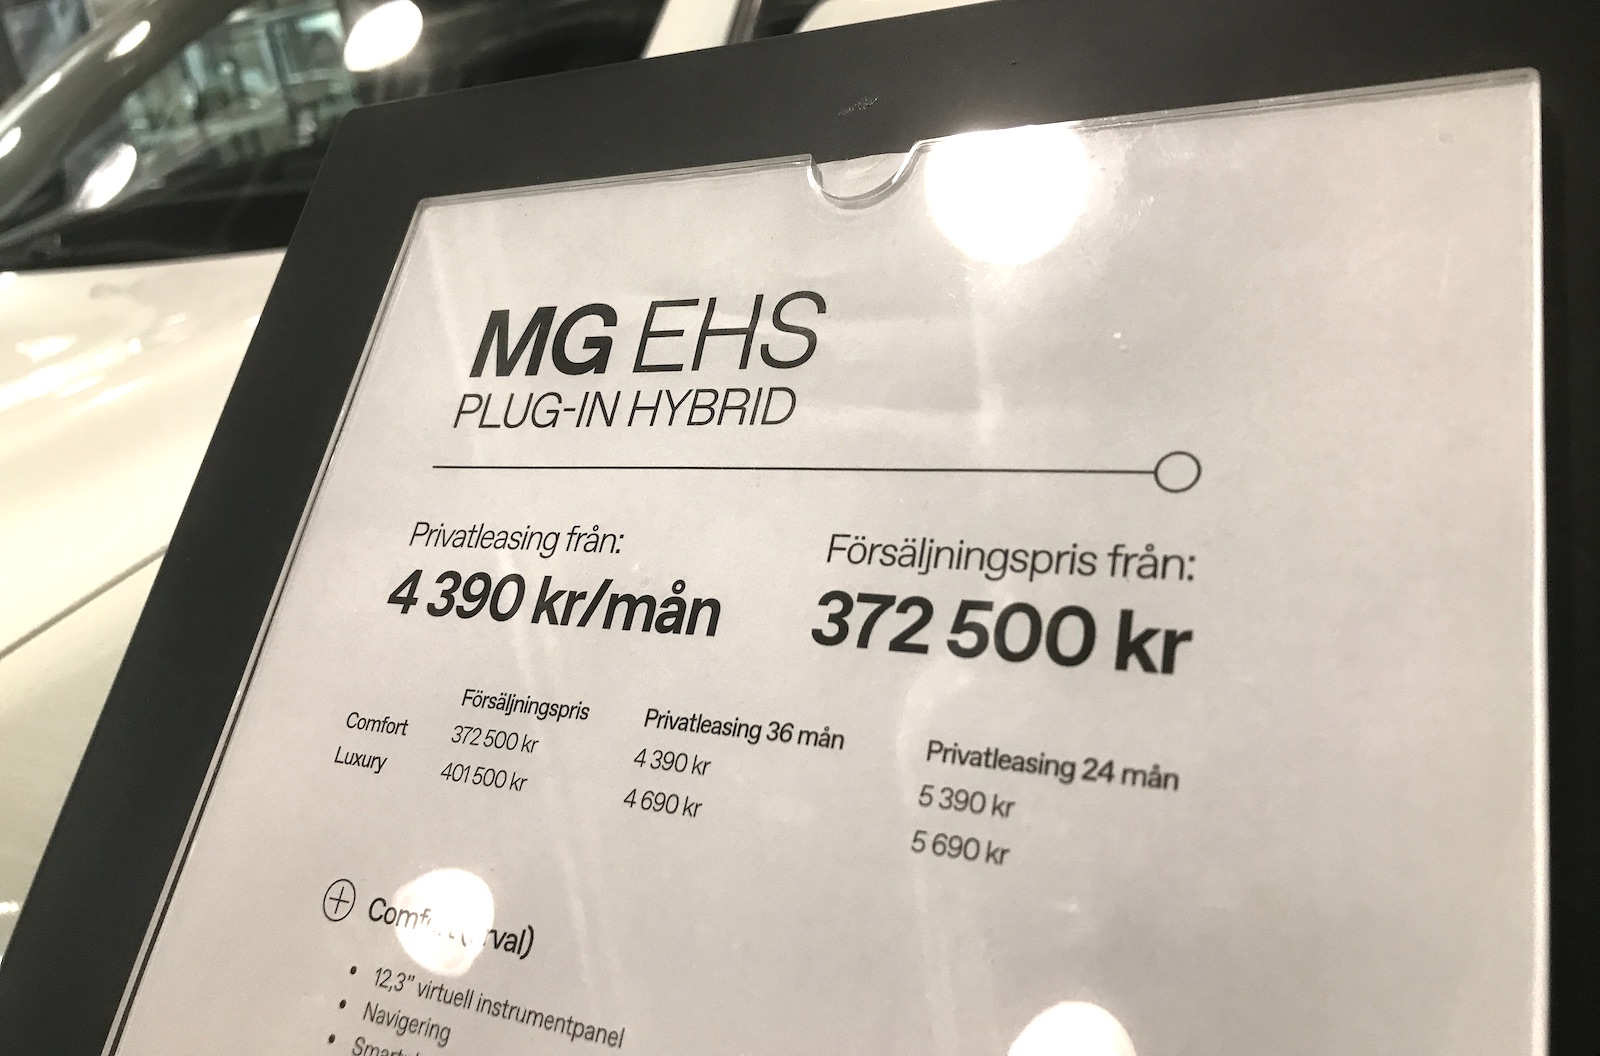 MG EHS
PLUG-IN HYBRID
Privatleasing från:
4 390 kr/mån
Försäljningspris från:
372 500 kr
Försäljningspris Privatleasing 36 mån Privatleasing 24 mån
Comfort 372 500 kr 4 390 kr 5 390 kr
Luxury 401 500 kr 4 690 kr 5 690 kr
12,3" virtuell instrumentpanel
Navigering